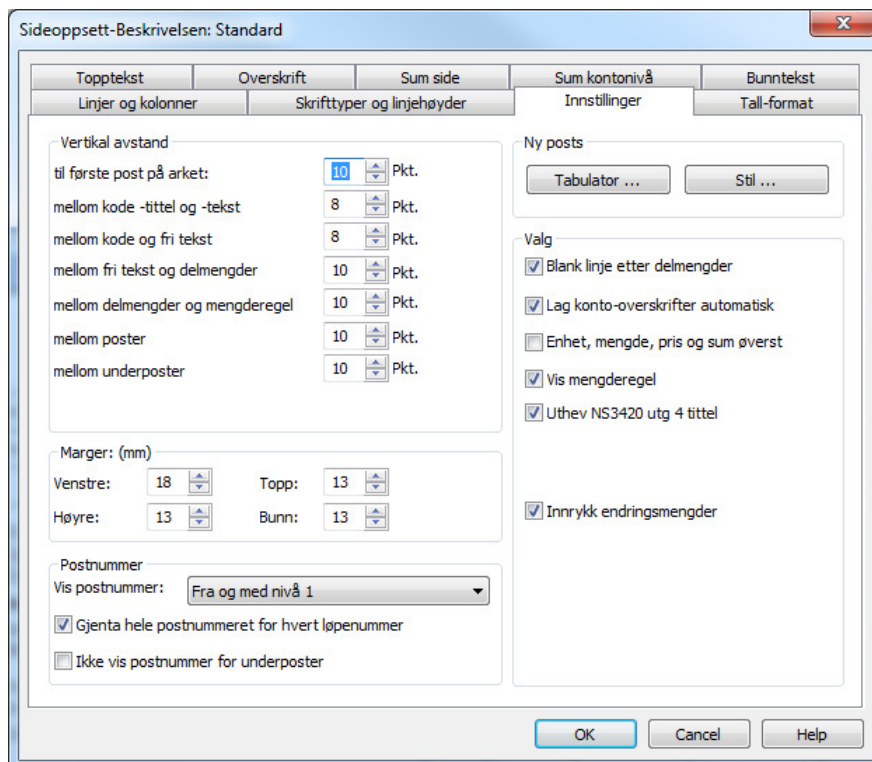 Sideoppsett-Beskrivelsen: Standard
X
Topptekst Overskrift Sum side Sum kontonivå Bunntekst
Linjer og kolonner Skrifttyper og linjehøyder Innstillinger Tall-format
Vertikal avstand
til første post på arket: 10 Pkt.
mellom kode -tittel og -tekst 8 Pkt.
mellom kode og fri tekst 8 Pkt.
mellom fri tekst og delmengder 10 Pkt.
mellom delmengder og mengderegel 10 Pkt.
mellom poster 10 Pkt.
mellom underposter 10 Pkt.
Marger: (mm)
Venstre: 18 Topp: 13
Høyre: 13 Bunn: 13
Postnummer
Vis postnummer: Fra og med nivå 1
Gjenta hele postnummeret for hvert løpenummer
Ikke vis postnummer for underposter
Ny posts
Tabulator ... Stil ...
Valg
Blank linje etter delmengder
Lag konto-overskrifter automatisk
Enhet, mengde, pris og sum øverst
Vis mengderegel
Uthev NS3420 utg 4 tittel
Innrykk endringsmengder
OK Cancel Help